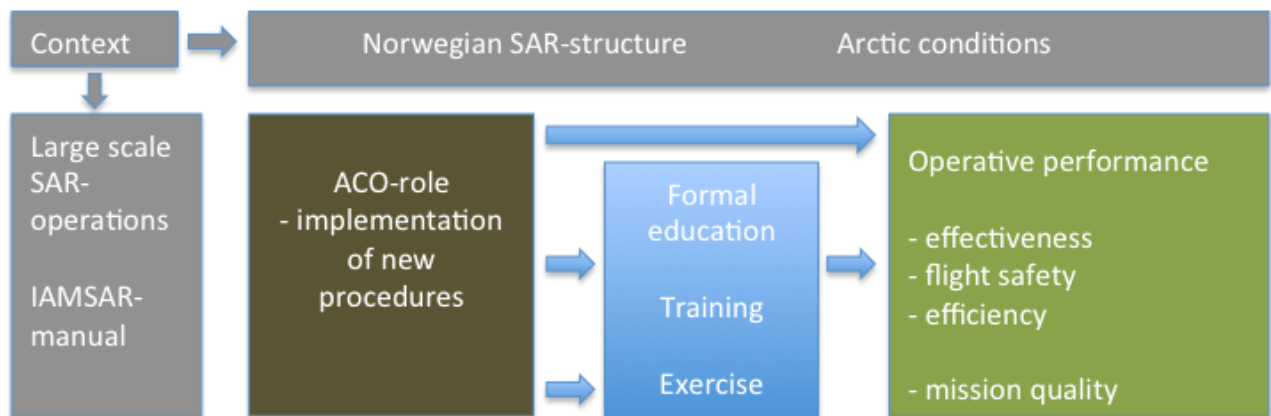 Context
Norwegian SAR-structure Arctic conditions
Large scale
SAR-
operations
IAMSAR-
manual
ACO-role
- implementation
of new
procedures
Formal
education
Training
Exercise
Operative performance
- effectiveness
- flight safety
- efficiency
- mission quality